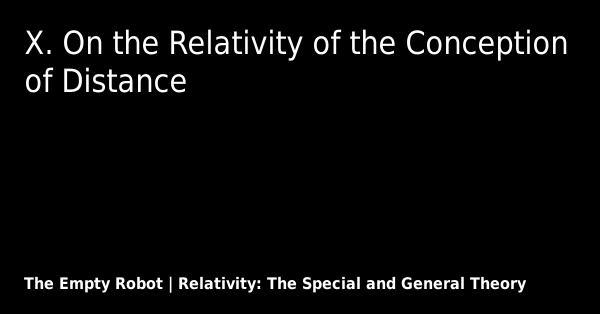 X. On the Relativity of the Conception
of Distance
The Empty Robot | Relativity: The Special and General Theory